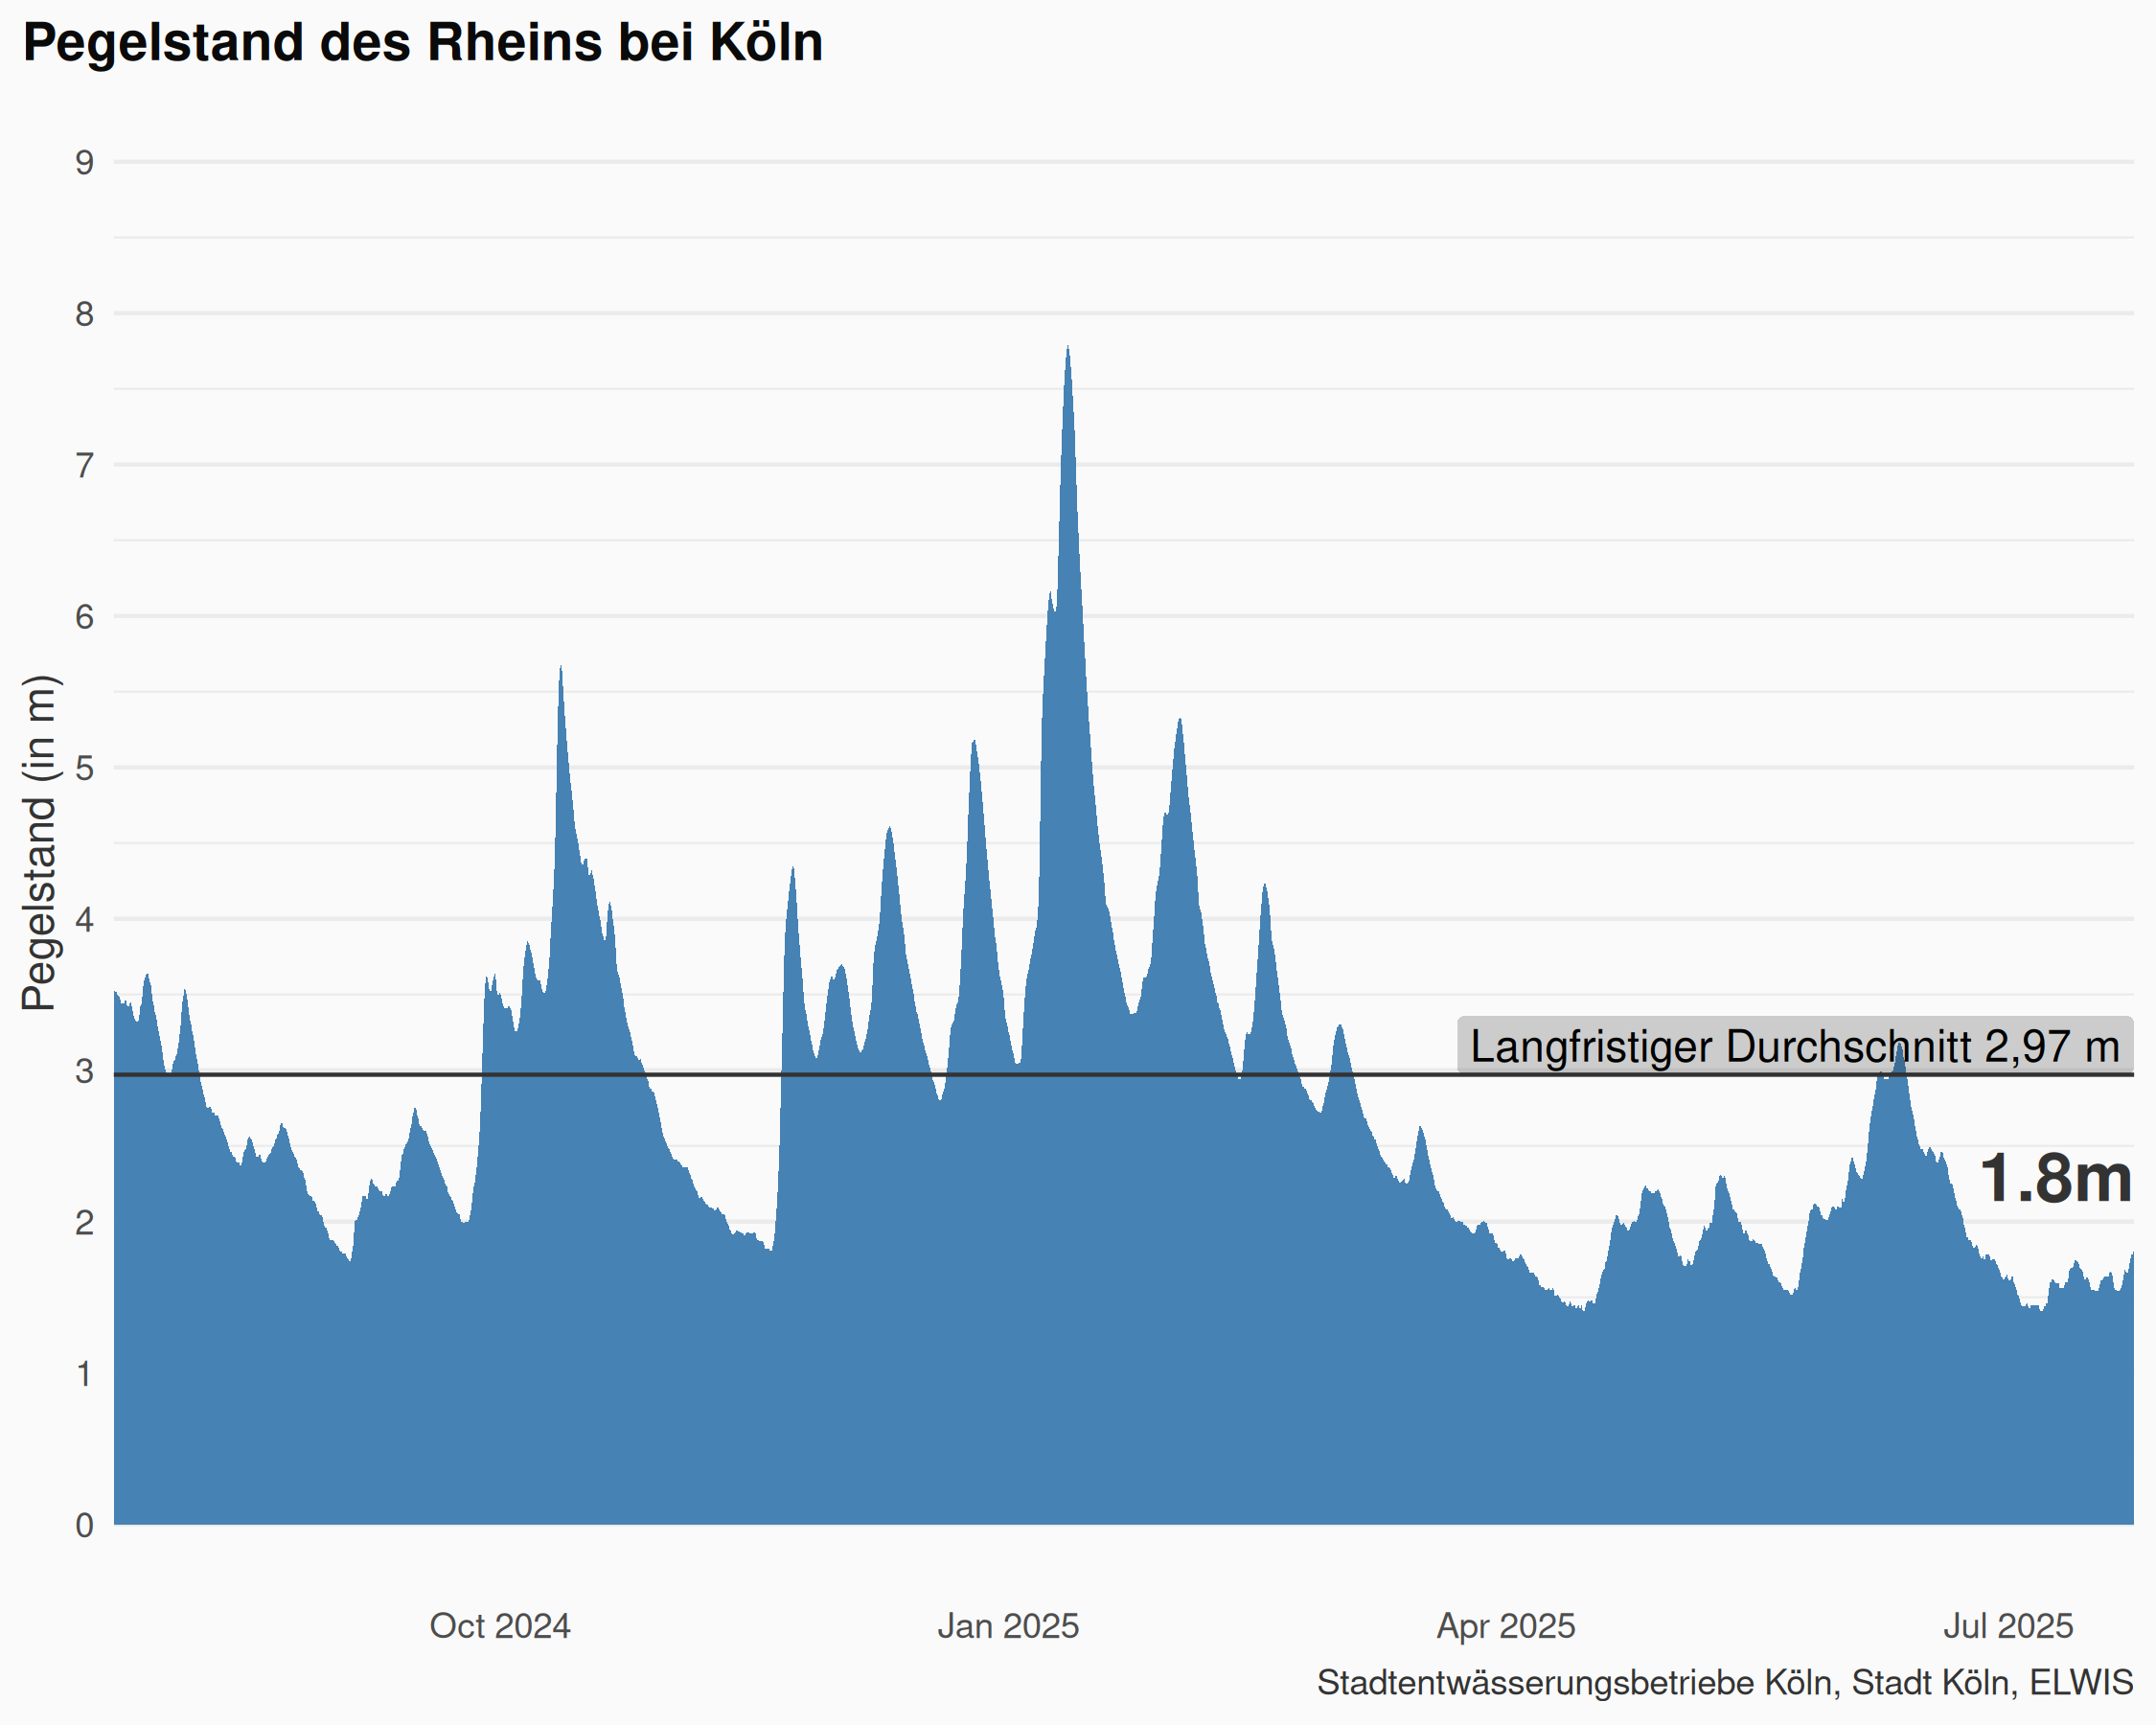 Pegelstand des Rheins bei Köln
Pegelstand (in m)
9
8
7
6
5
4
3
2
1
0
Langfristiger Durchschnitt 2,97 m
1.8m
Oct 2024
Jan 2025
Apr 2025
Jul 2025
Stadtentwässerungsbetriebe Köln, Stadt Köln, ELWIS